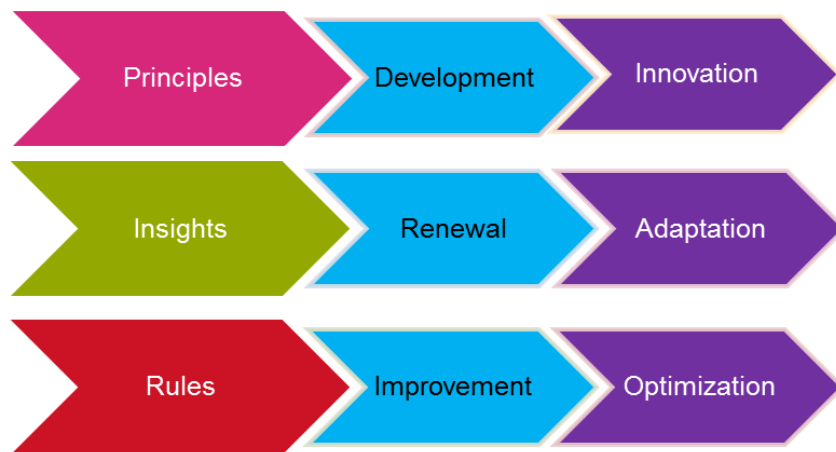 Principles
Development
Innovation
Insights
Renewal
Adaptation
Rules
Improvement
Optimization